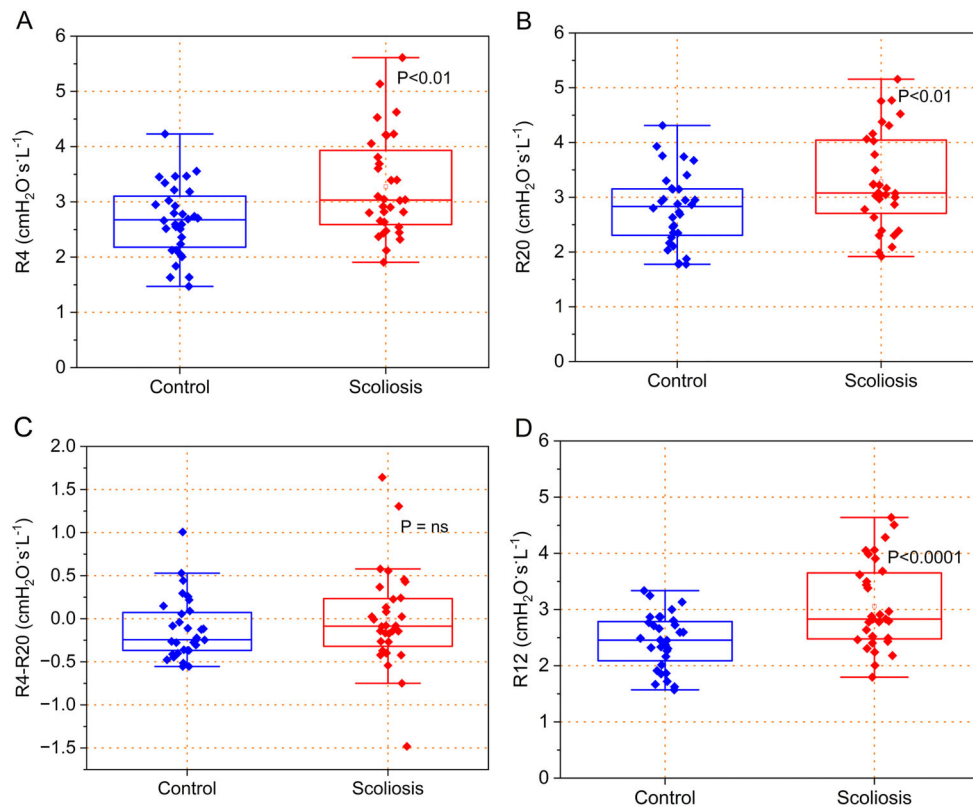 A
6
5
4
3
2
1
0
R4 (cmH₂O·s·L⁻¹)
P<0.01
Control
Scoliosis
B
6
5
4
3
2
1
0
R20 (cmH₂O·s·L⁻¹)
P<0.01
Control
Scoliosis
C
2.0
1.5
1.0
0.5
0.0
−0.5
−1.0
−1.5
R4-R20 (cmH₂O·s·L⁻¹)
P = ns
Control
Scoliosis
D
6
5
4
3
2
1
0
R12 (cmH₂O·s·L⁻¹)
P<0.0001
Control
Scoliosis